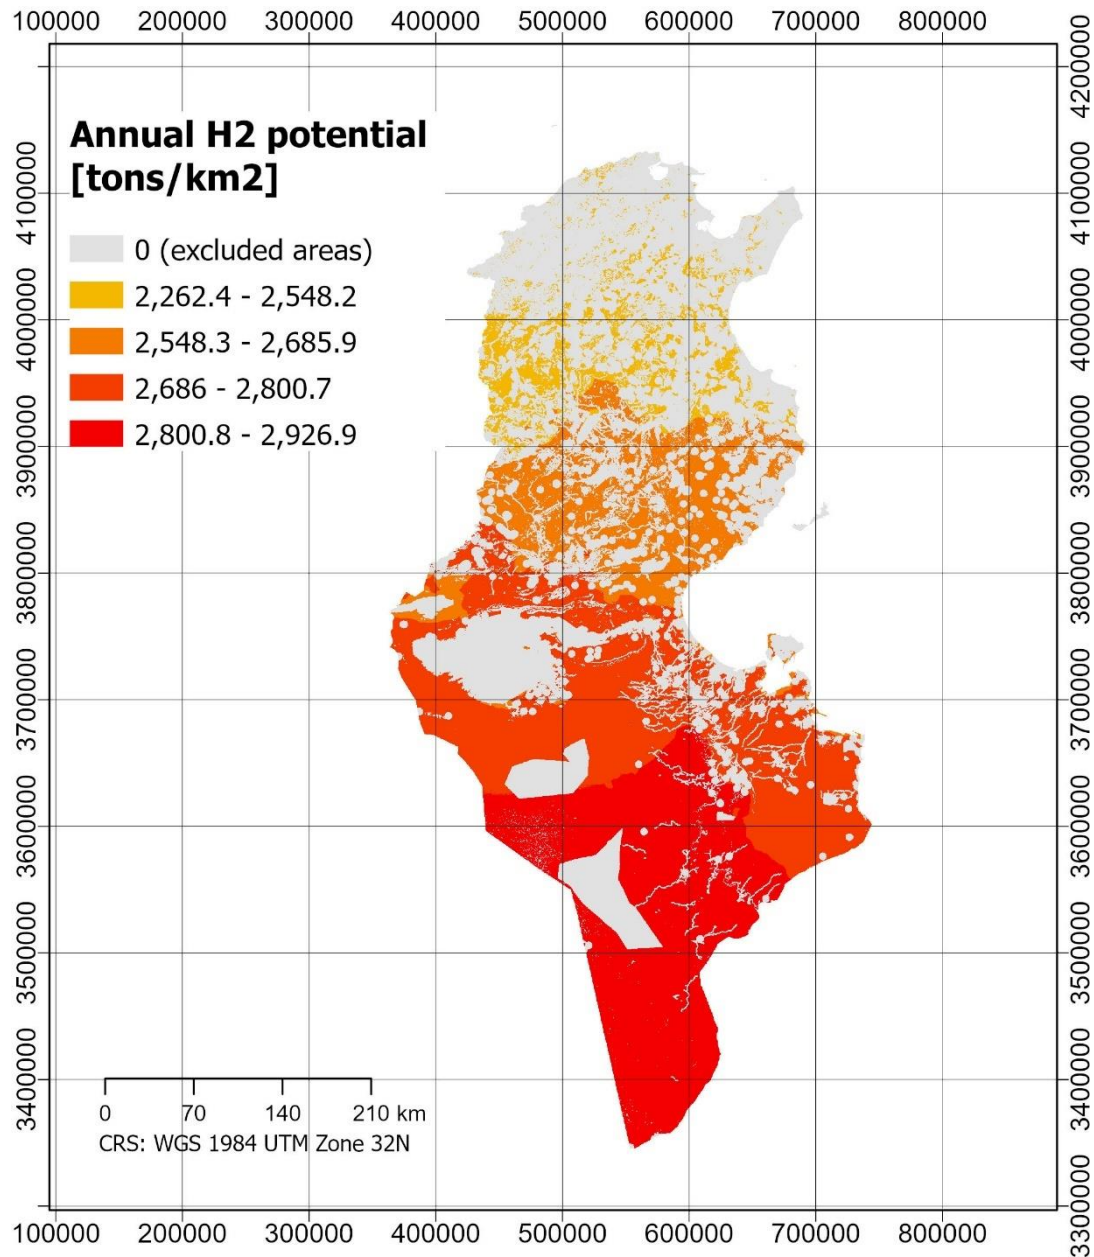 100000 200000 300000 400000 500000 600000 700000 800000
Annual H2 potential
[tons/km2]
0 (excluded areas)
2,262.4 - 2,548.2
2,548.3 - 2,685.9
2,686 - 2,800.7
2,800.8 - 2,926.9
4100000
4000000
3900000
3800000
3700000
3600000
3500000
3400000
4200000
4100000
4000000
3900000
3800000
3700000
3600000
3500000
3400000
3300000
0 70 140 210 km
CRS: WGS 1984 UTM Zone 32N
100000 200000 300000 400000 500000 600000 700000 800000